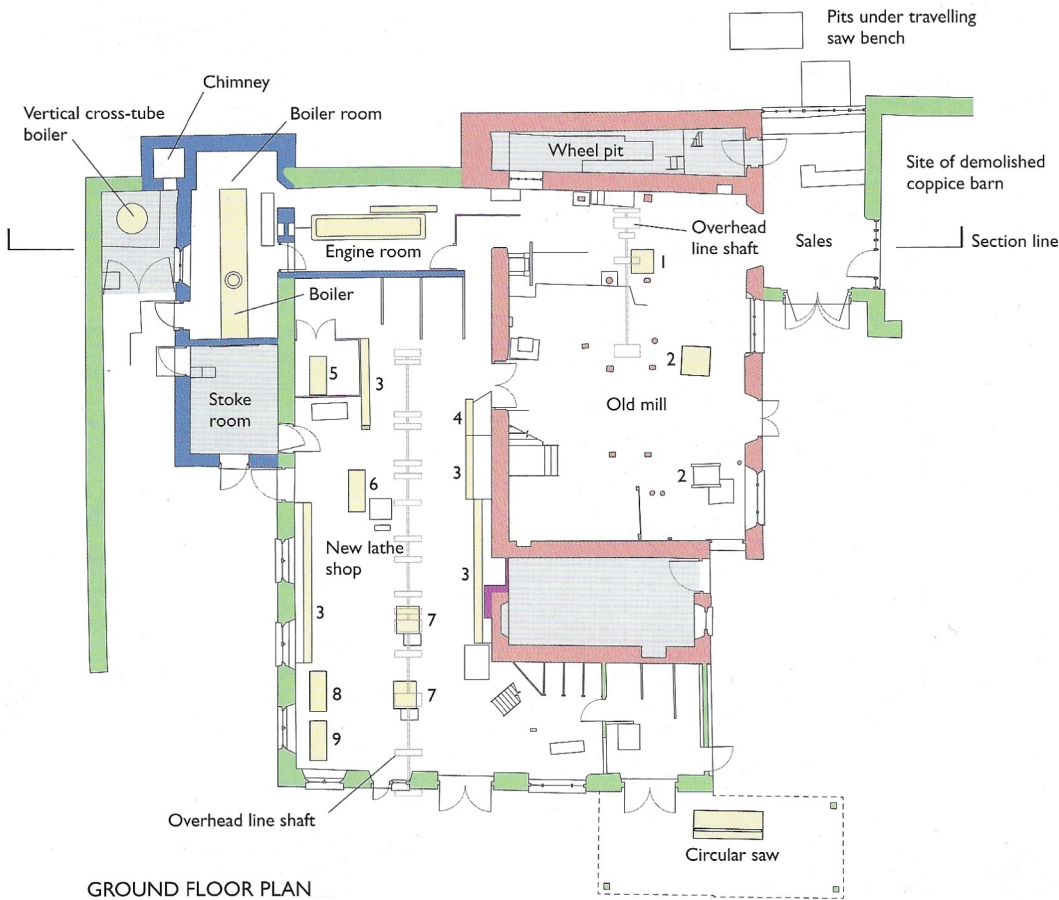 Pits under travelling
saw bench
Chimney
Vertical cross-tube
boiler
Boiler room
Wheel pit
Site of demolished
coppice barn
Overhead
line shaft
Sales
Section line
Engine room
1
Boiler
2
5
3
Old mill
Stoke
room
4
3
2
6
New lathe
shop
3
3
7
8
7
9
Overhead line shaft
Circular saw
GROUND FLOOR PLAN